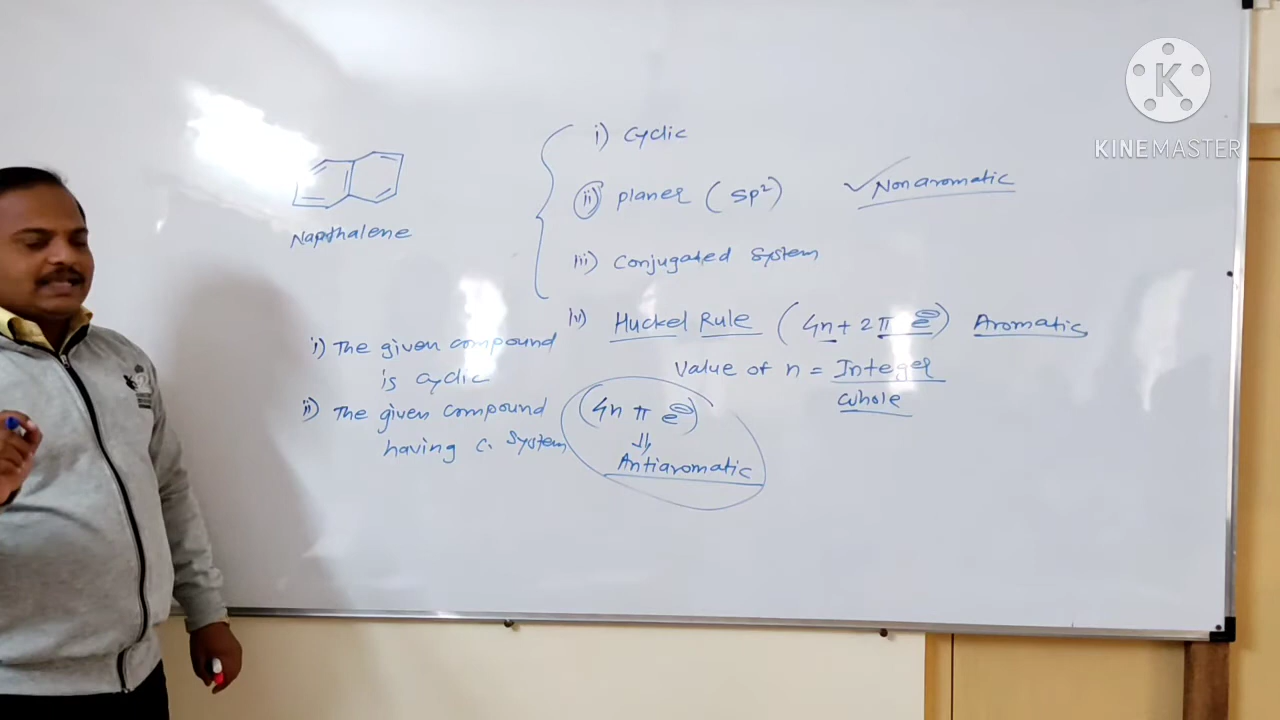 K
KINEMASTER
i) Cyclic
ii) planer (sp²)
Nonaromatic
iii) Conjugated System
iv) Huckel Rule (4n+2π e⊖) Aromatic
Value of n = Integer
whole
(4n π e⊖)
⇓
Antiaromatic
Napthalene
i) The given compound
is cyclic
ii) The given compound
having c. System